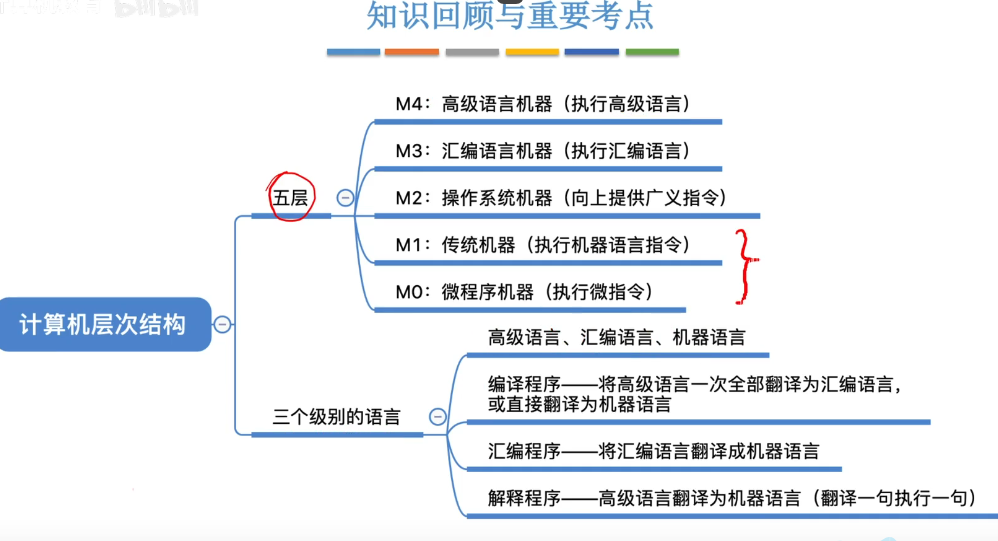 bilibili
知识回顾与重要考点
M4：高级语言机器（执行高级语言）
M3：汇编语言机器（执行汇编语言）
五层
M2：操作系统机器（向上提供广义指令）
M1：传统机器（执行机器语言指令）
M0：微程序机器（执行微指令）
计算机层次结构
高级语言、汇编语言、机器语言
编译程序——将高级语言一次全部翻译为汇编语言，
或直接翻译为机器语言
三个级别的语言
汇编程序——将汇编语言翻译成机器语言
解释程序——高级语言翻译为机器语言（翻译一句执行一句）